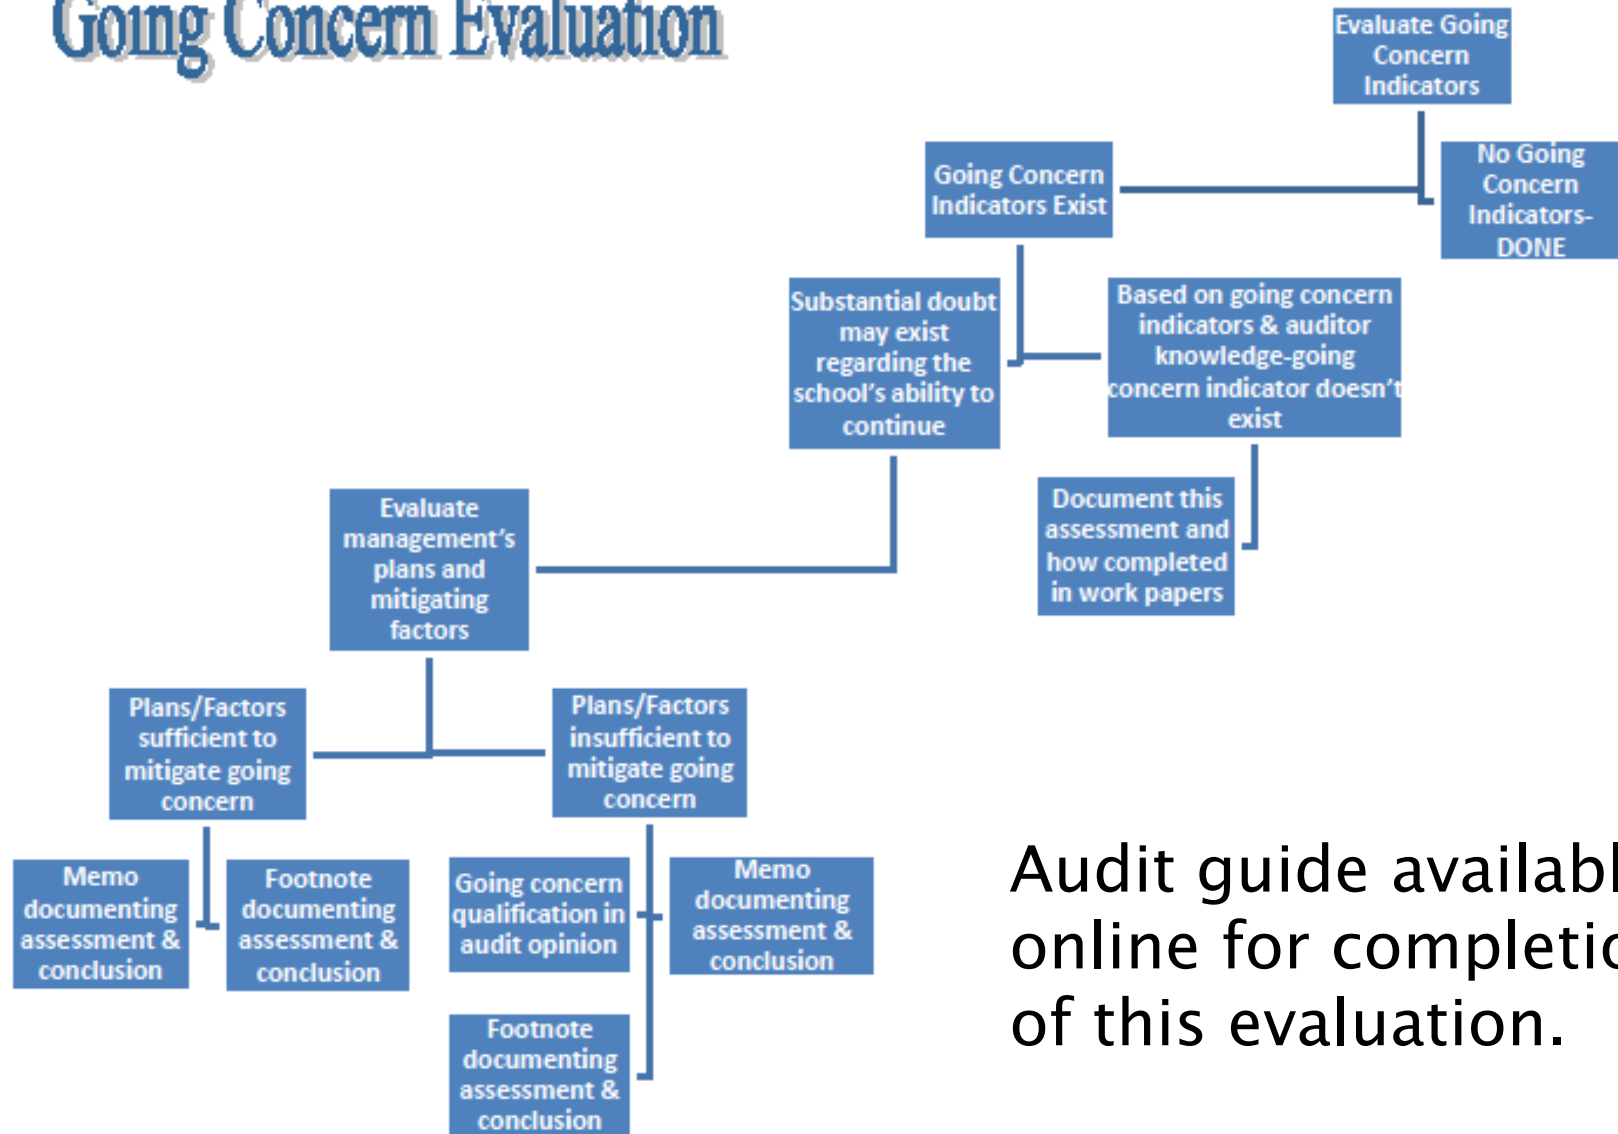 Going Concern Evaluation
Evaluate Going
Concern
Indicators
No Going
Concern
Indicators-
DONE
Going Concern
Indicators Exist
Substantial doubt
may exist
regarding the
school's ability to
continue
Based on going concern
indicators & auditor
knowledge-going
concern indicator doesn't
exist
Document this
assessment and
how completed
in work papers
Evaluate
management's
plans and
mitigating
factors
Plans/Factors
sufficient to
mitigate going
concern
Plans/Factors
insufficient to
mitigate going
concern
Memo
documenting
assessment &
conclusion
Footnote
documenting
assessment &
conclusion
Going concern
qualification in
audit opinion
Memo
documenting
assessment &
conclusion
Footnote
documenting
assessment &
conclusion
Audit guide availabl
online for completio
of this evaluation.